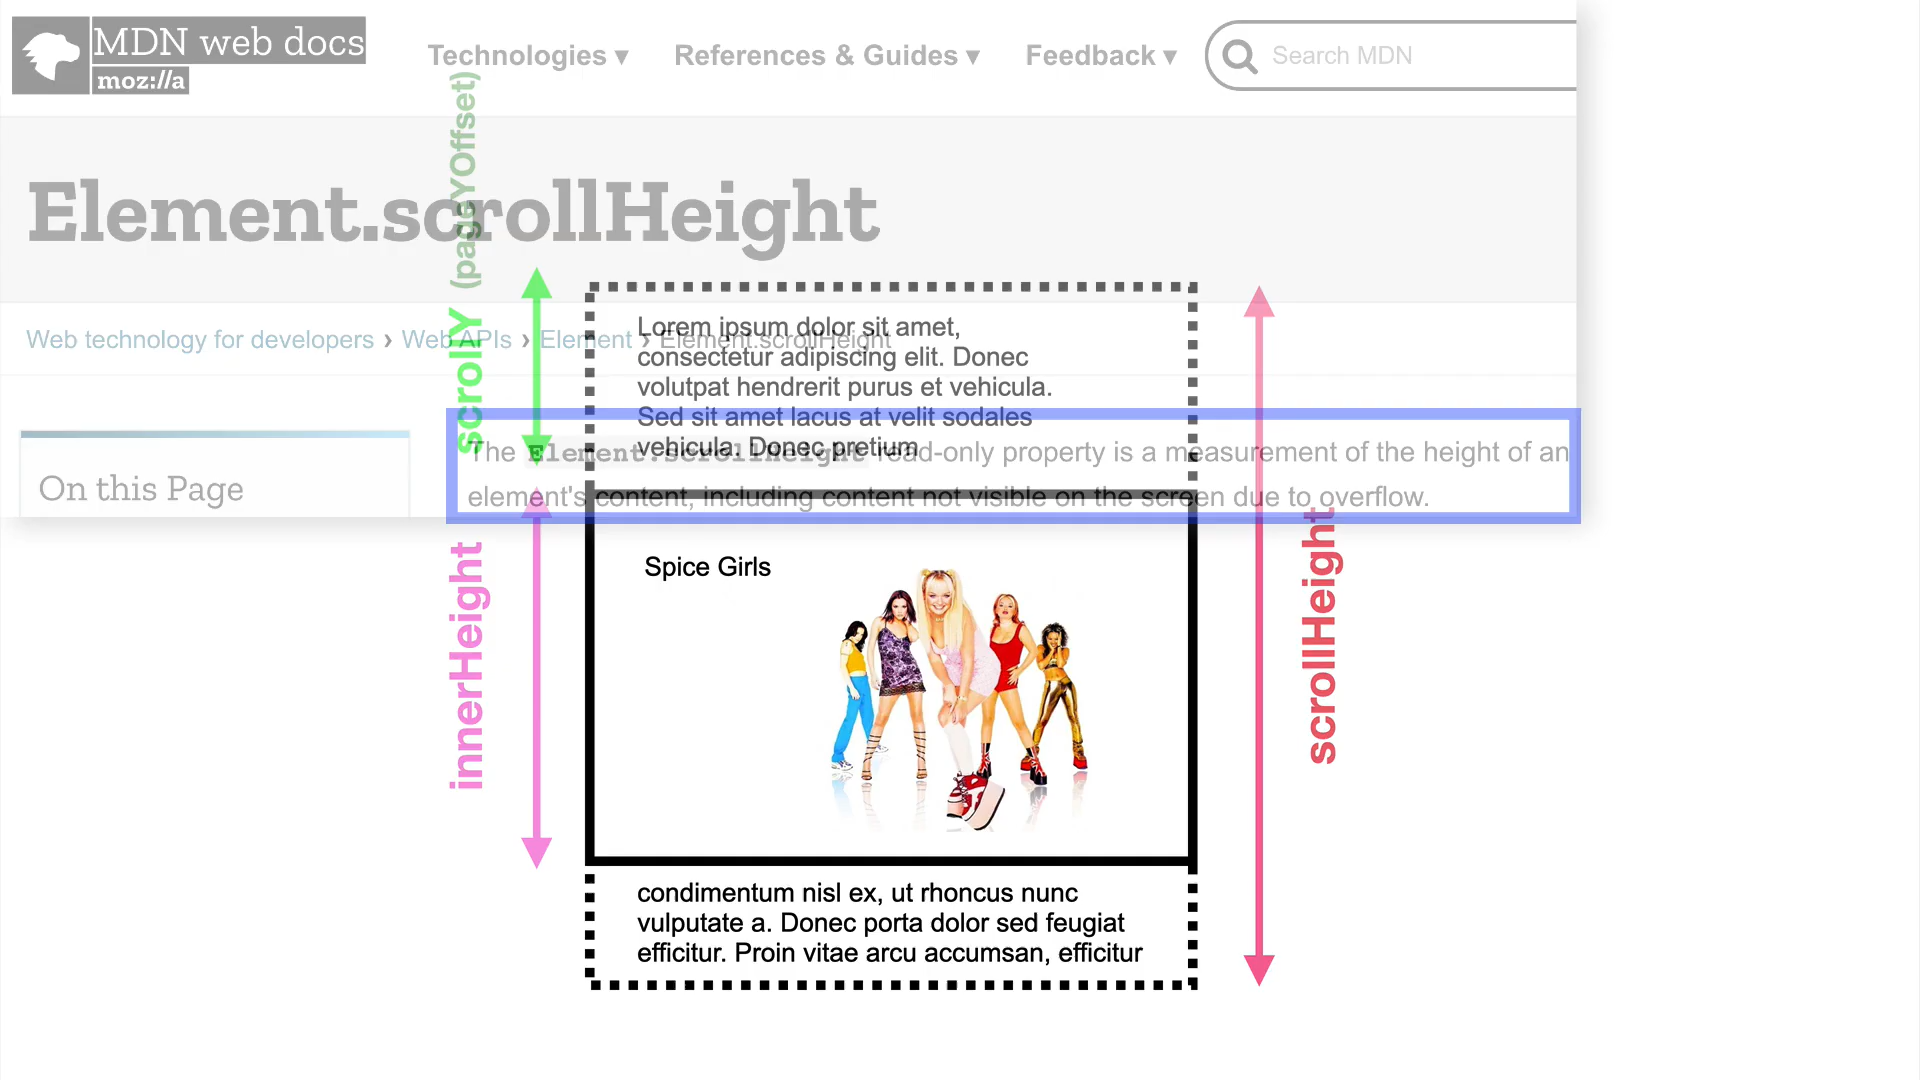 MDN web docs
moz://a
Technologies ▾
References & Guides ▾
Feedback ▾
Search MDN
Element.scrollHeight
Web technology for developers › Web APIs › Element › Element.scrollHeight
On this Page
The Element.scrollHeight read-only property is a measurement of the height of an
element's content, including content not visible on the screen due to overflow.
scrollY (pageYOffset)
innerHeight
Lorem ipsum dolor sit amet,
consectetur adipiscing elit. Donec
volutpat hendrerit purus et vehicula.
Sed sit amet lacus at velit sodales
vehicula. Donec pretium
Spice Girls
condimentum nisl ex, ut rhoncus nunc
vulputate a. Donec porta dolor sed feugiat
efficitur. Proin vitae arcu accumsan, efficitur
scrollHeight